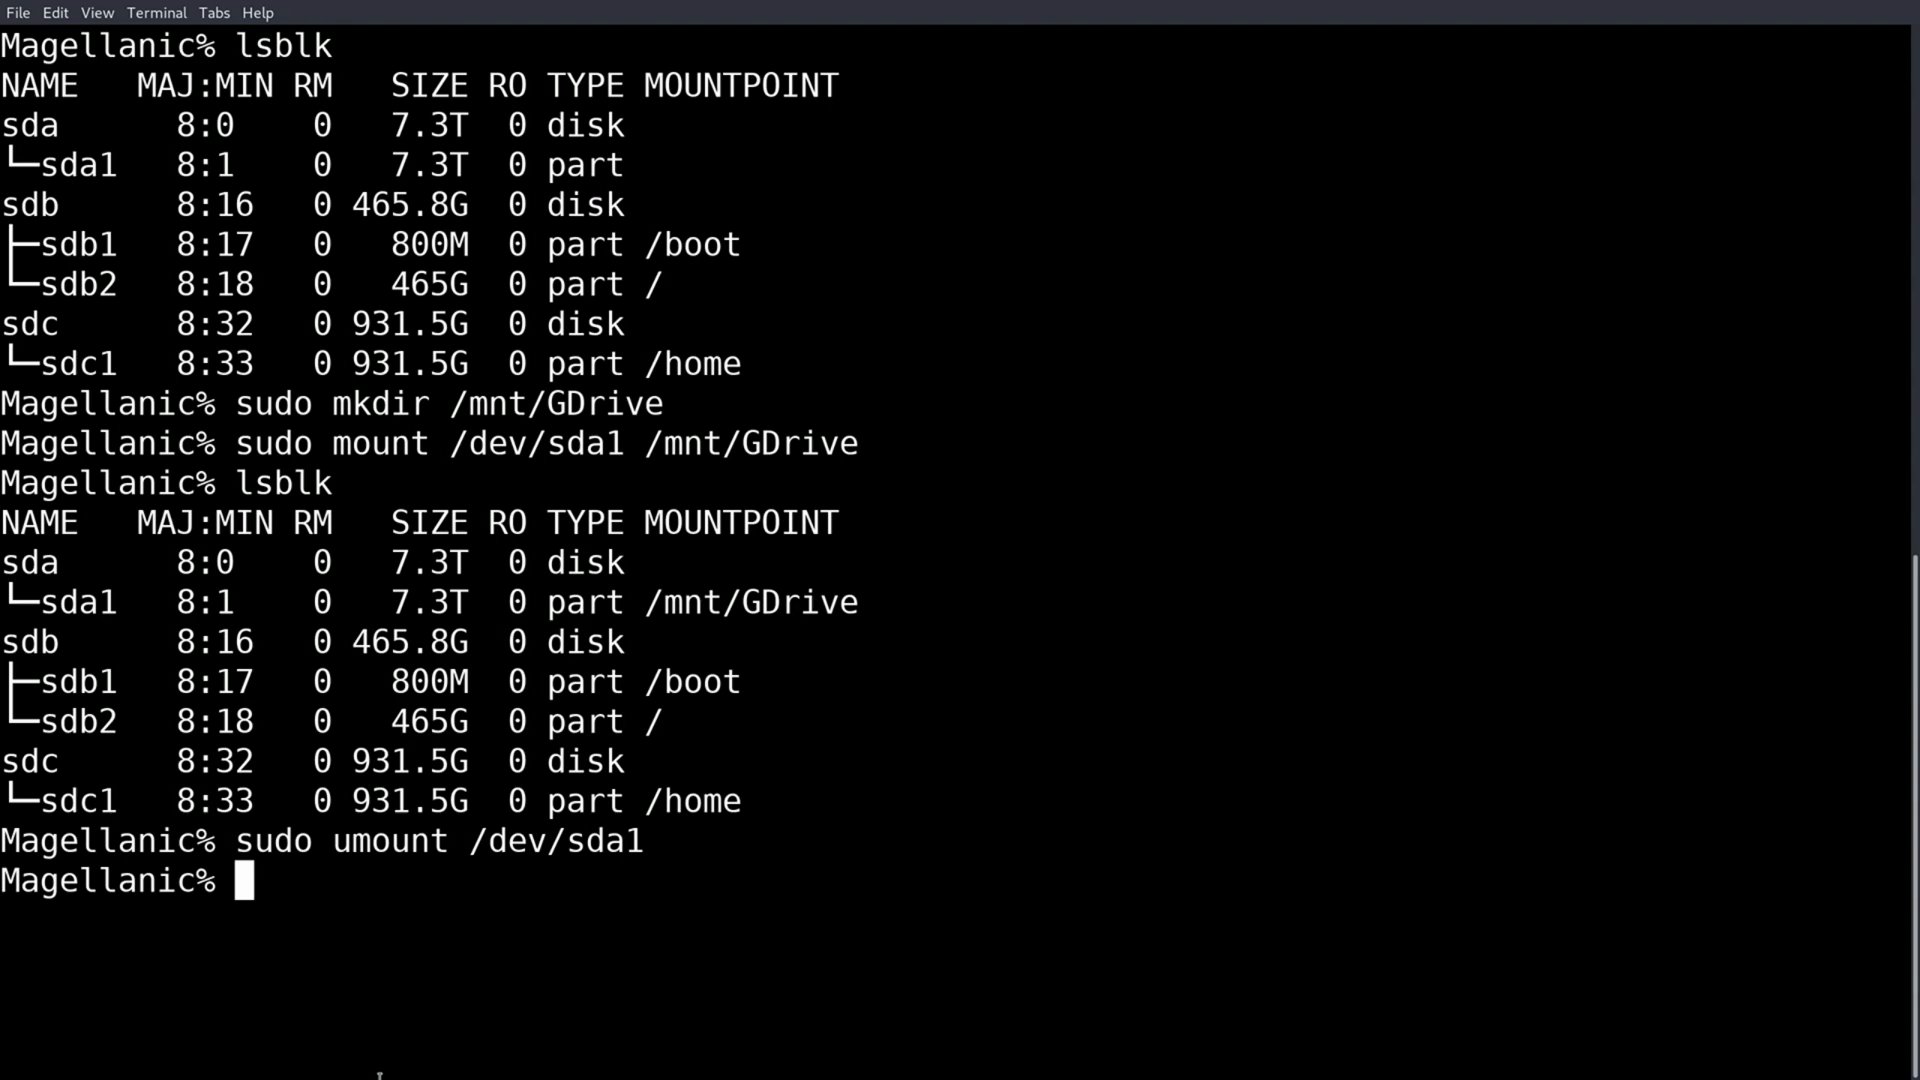 File Edit View Terminal Tabs Help
Magellanic% lsblk
NAME   MAJ:MIN RM   SIZE RO TYPE MOUNTPOINT
sda      8:0    0   7.3T  0 disk
└─sda1   8:1    0   7.3T  0 part
sdb      8:16   0 465.8G  0 disk
├─sdb1   8:17   0   800M  0 part /boot
└─sdb2   8:18   0   465G  0 part /
sdc      8:32   0 931.5G  0 disk
└─sdc1   8:33   0 931.5G  0 part /home
Magellanic% sudo mkdir /mnt/GDrive
Magellanic% sudo mount /dev/sda1 /mnt/GDrive
Magellanic% lsblk
NAME   MAJ:MIN RM   SIZE RO TYPE MOUNTPOINT
sda      8:0    0   7.3T  0 disk
└─sda1   8:1    0   7.3T  0 part /mnt/GDrive
sdb      8:16   0 465.8G  0 disk
├─sdb1   8:17   0   800M  0 part /boot
└─sdb2   8:18   0   465G  0 part /
sdc      8:32   0 931.5G  0 disk
└─sdc1   8:33   0 931.5G  0 part /home
Magellanic% sudo umount /dev/sda1
Magellanic%